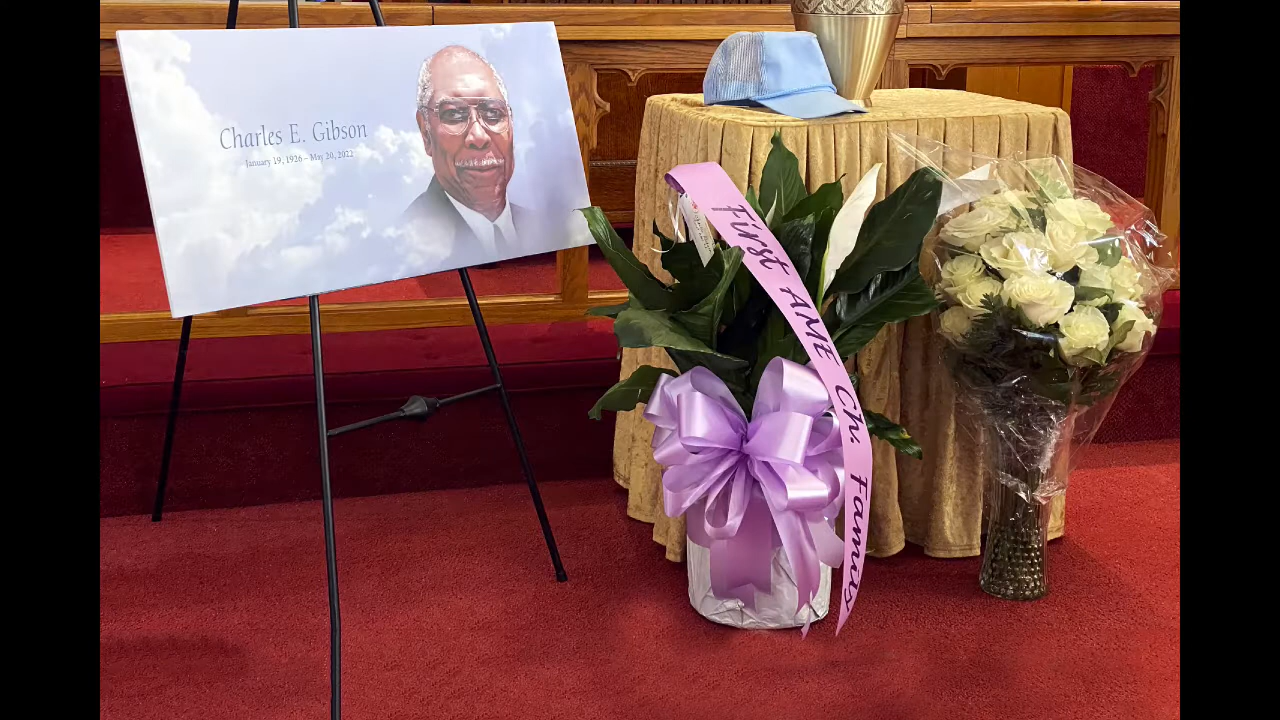 Charles E. Gibson
January 19, 1926 – May 20, 2022
First AME Ch. Family